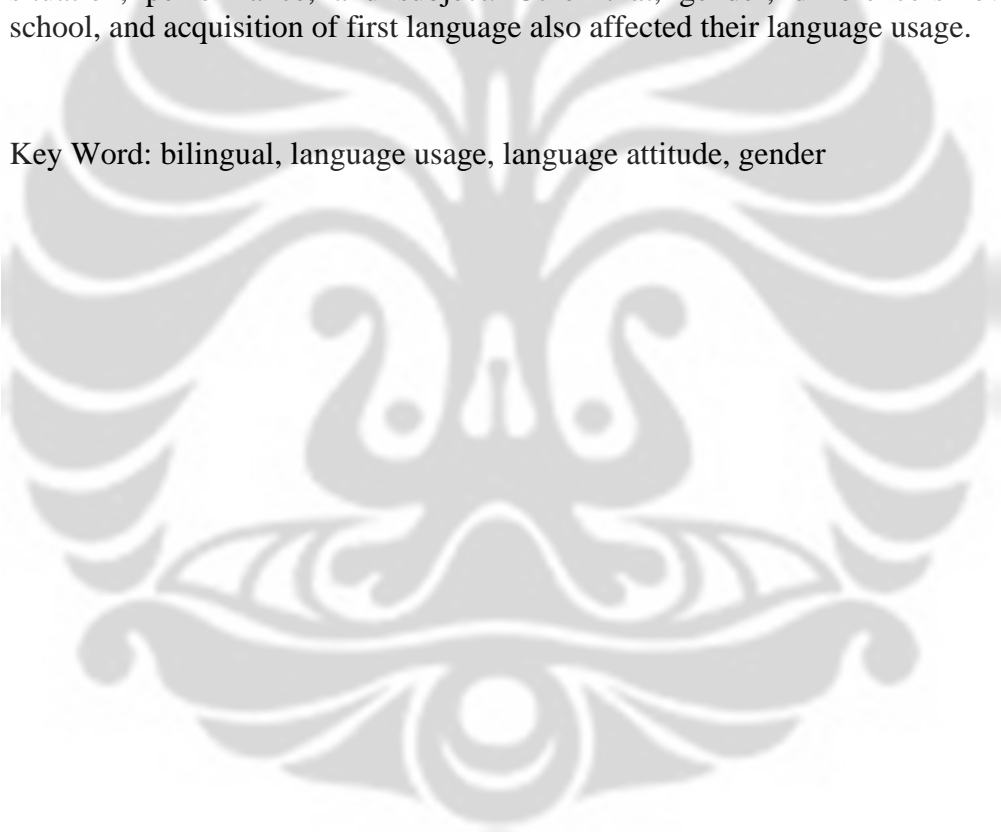 school, and acquisition of first language also affected their language usage.
Key Word: bilingual, language usage, language attitude, gender